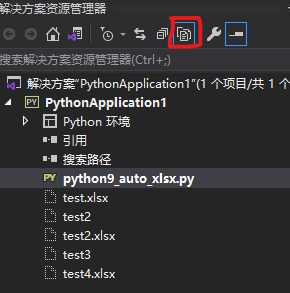 解决方案资源管理器
搜索解决方案资源管理器(Ctrl+;)
解决方案"PythonApplication1"(1 个项目/共 1 个
PY PythonApplication1
Python 环境
引用
搜索路径
PY python9_auto_xlsx.py
test.xlsx
test2
test2.xlsx
test3
test4.xlsx